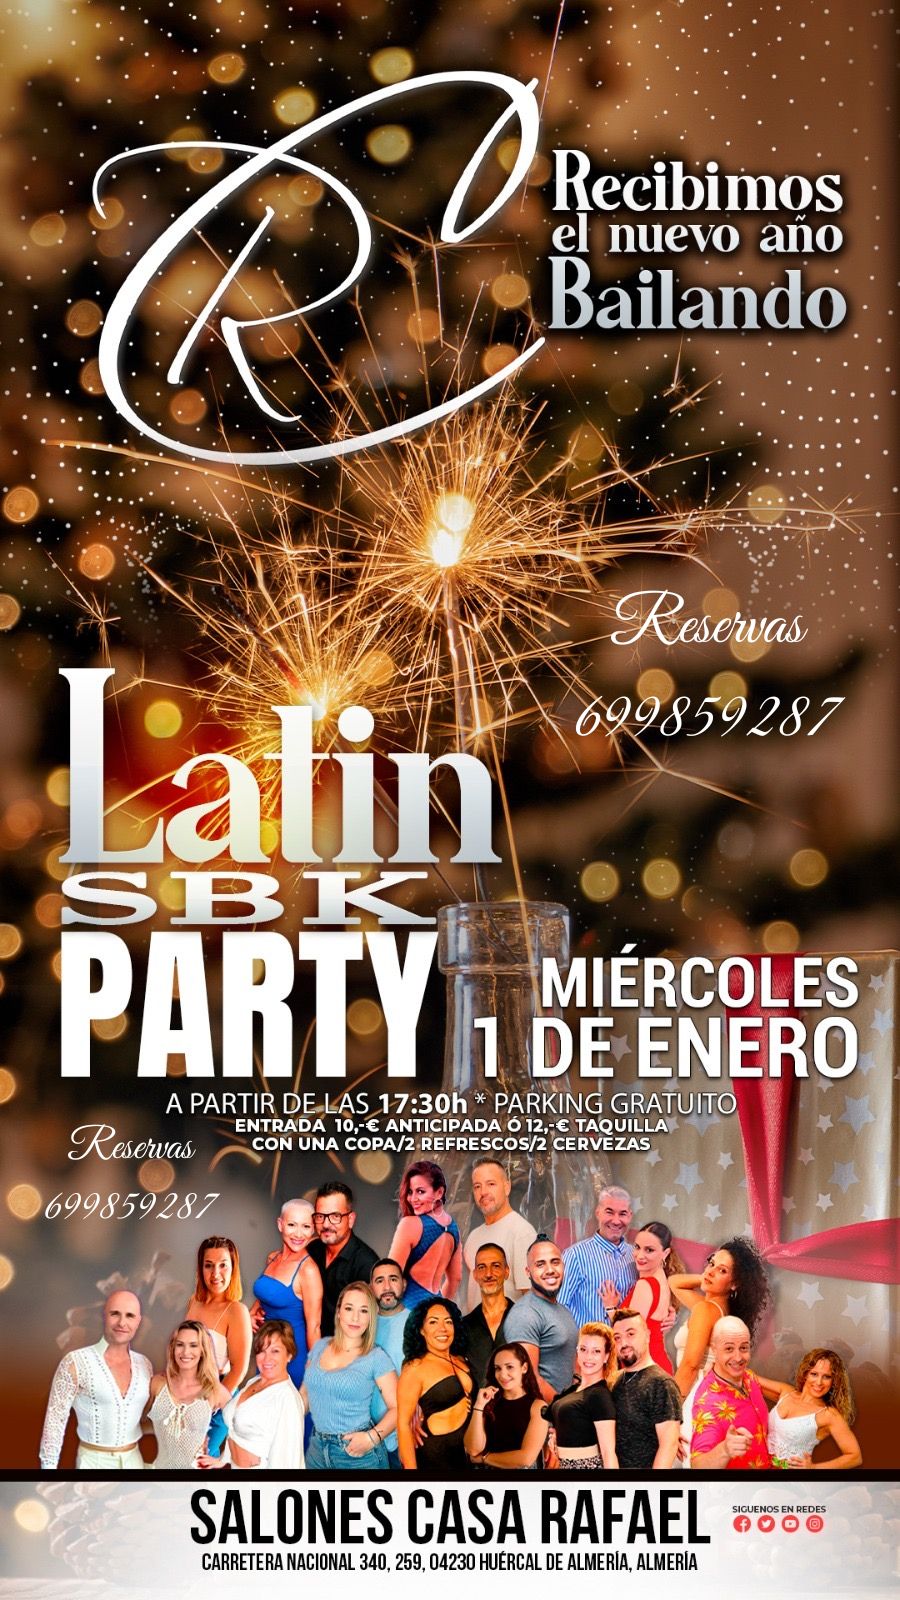 R
Recibimos
el nuevo año
Bailando
Reservas
699859287
Latin
SBK
PARTY
MIÉRCOLES
1 DE ENERO
A PARTIR DE LAS 17:30h * PARKING GRATUITO
ENTRADA 10,-€ ANTICIPADA Ó 12,-€ TAQUILLA
CON UNA COPA/2 REFRESCOS/2 CERVEZAS
Reservas
699859287
SALONES CASA RAFAEL
CARRETERA NACIONAL 340, 259, 04230 HUÉRCAL DE ALMERÍA, ALMERÍA
SIGUENOS EN REDES